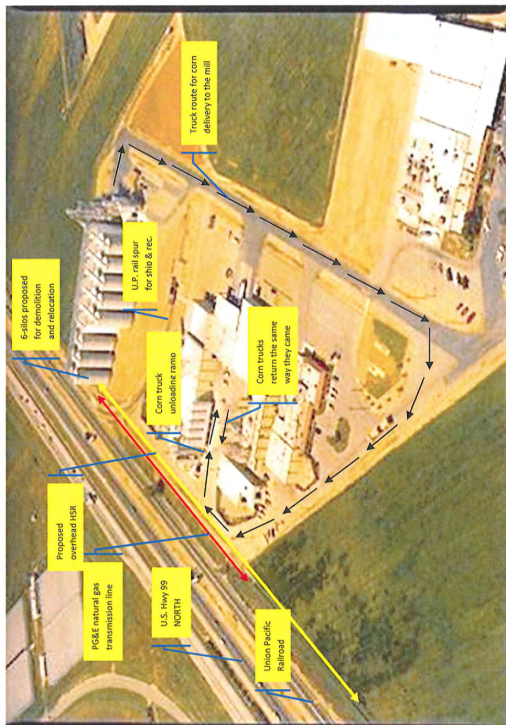 6-silos proposed
for demolition
and relocation
U.P. rail spur
for shio & rec.
Truck route for corn
delivery to the mill
Corn truck
unloading ramo
Corn trucks
return the same
way they came
Proposed
overhead HSR
PG&E natural gas
transmission line
U.S. Hwy 99
NORTH
Union Pacific
Railroad